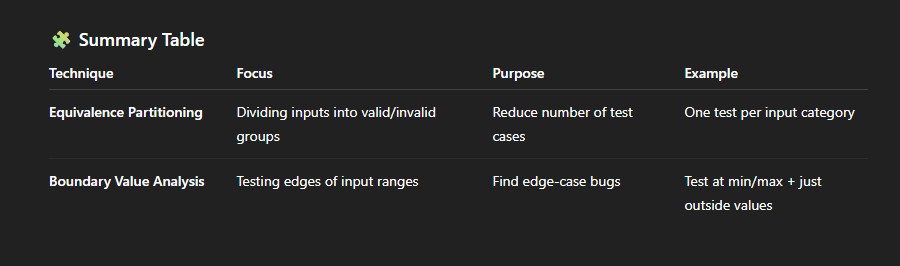 🧩 Summary Table
Technique Focus Purpose Example
Equivalence Partitioning Dividing inputs into valid/invalid groups Reduce number of test cases One test per input category
Boundary Value Analysis Testing edges of input ranges Find edge-case bugs Test at min/max + just outside values